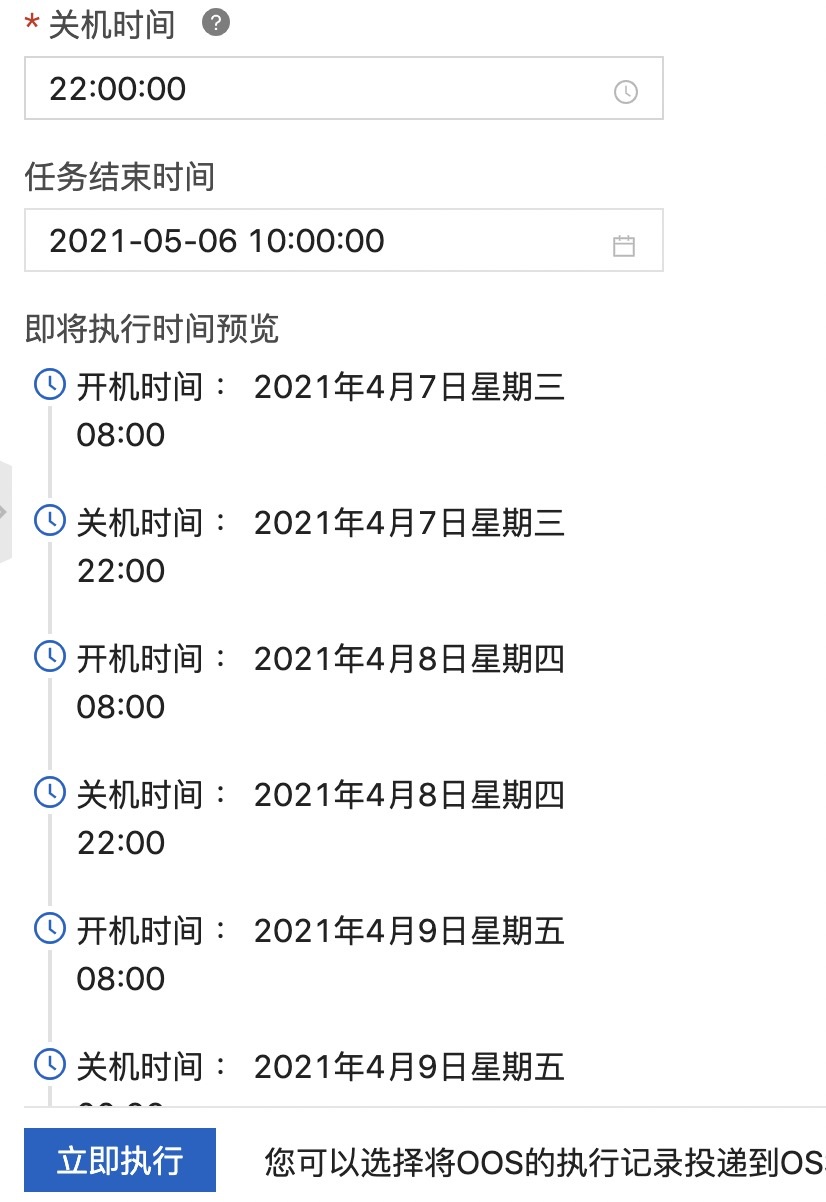 * 关机时间 ?
22:00:00
任务结束时间
2021-05-06 10:00:00
即将执行时间预览
开机时间： 2021年4月7日星期三
08:00
关机时间： 2021年4月7日星期三
22:00
开机时间： 2021年4月8日星期四
08:00
关机时间： 2021年4月8日星期四
22:00
开机时间： 2021年4月9日星期五
08:00
关机时间： 2021年4月9日星期五
立即执行 您可以选择将OOS的执行记录投递到OS